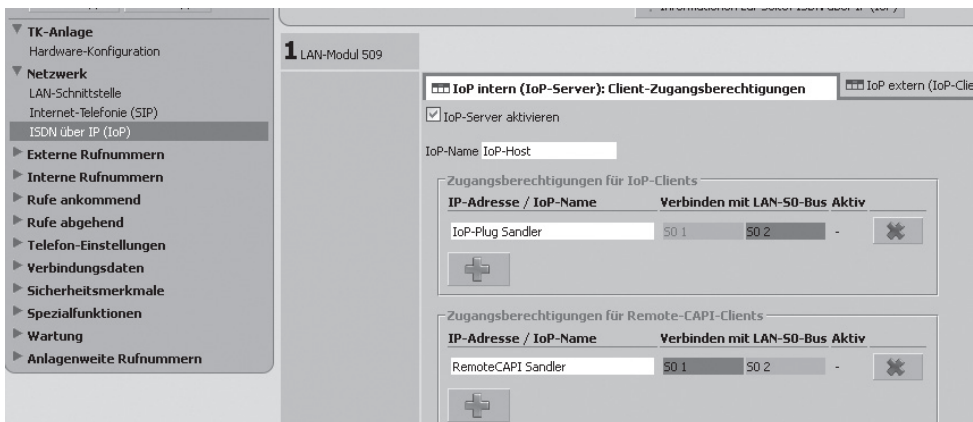 TK-Anlage
Hardware-Konfiguration
Netzwerk
LAN-Schnittstelle
Internet-Telefonie (SIP)
ISDN über IP (IoP)
Externe Rufnummern
Interne Rufnummern
Rufe ankommend
Rufe abgehend
Telefon-Einstellungen
Verbindungsdaten
Sicherheitsmerkmale
Spezialfunktionen
Wartung
Anlagenweite Rufnummern
1 LAN-Modul 509
IoP intern (IoP-Server): Client-Zugangsberechtigungen
IoP extern (IoP-Clie
IoP-Server aktivieren
IoP-Name IoP-Host
Zugangsberechtigungen für IoP-Clients
IP-Adresse / IoP-Name Verbinden mit LAN-S0-Bus Aktiv
IoP-Plug Sandler S0 1 S0 2 -
Zugangsberechtigungen für Remote-CAPI-Clients
IP-Adresse / IoP-Name Verbinden mit LAN-S0-Bus Aktiv
RemoteCAPI Sandler S0 1 S0 2 -